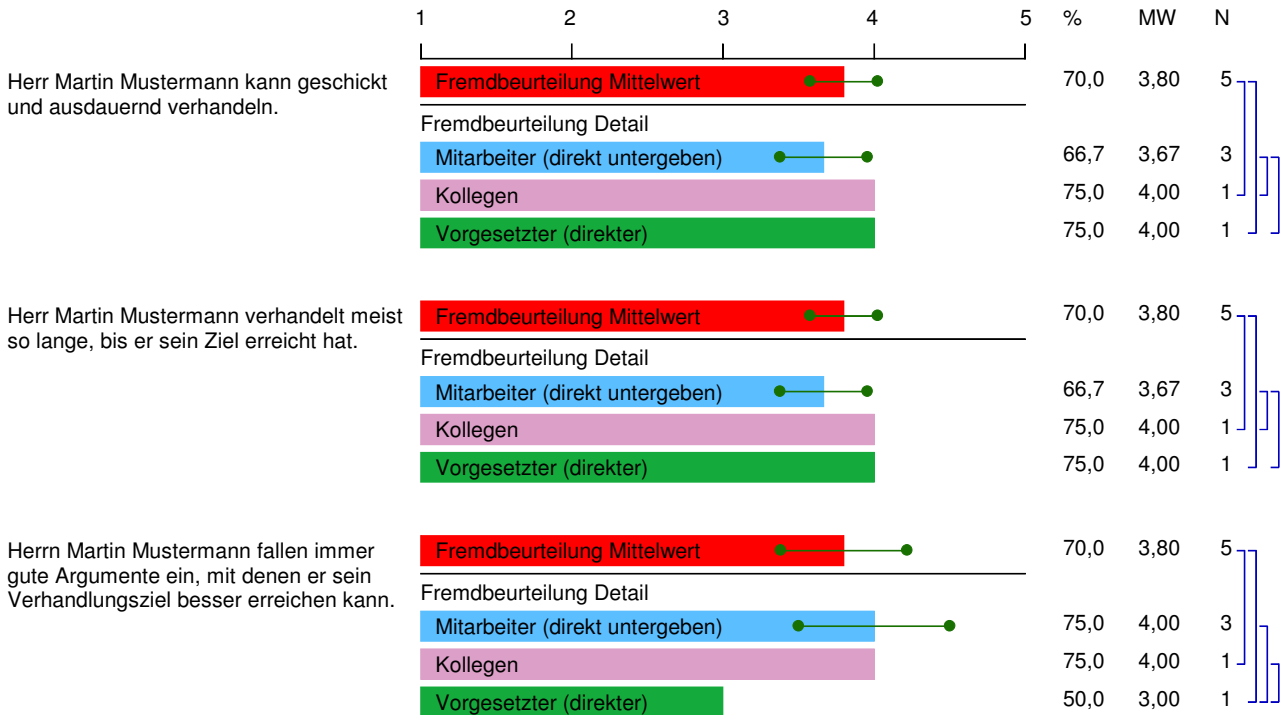 1 2 3 4 5 % MW N
Herr Martin Mustermann kann geschickt
und ausdauernd verhandeln.
Fremdbeurteilung Mittelwert 70,0 3,80 5
Fremdbeurteilung Detail
Mitarbeiter (direkt untergeben) 66,7 3,67 3
Kollegen 75,0 4,00 1
Vorgesetzter (direkter) 75,0 4,00 1
Herr Martin Mustermann verhandelt meist
so lange, bis er sein Ziel erreicht hat.
Fremdbeurteilung Mittelwert 70,0 3,80 5
Fremdbeurteilung Detail
Mitarbeiter (direkt untergeben) 66,7 3,67 3
Kollegen 75,0 4,00 1
Vorgesetzter (direkter) 75,0 4,00 1
Herrn Martin Mustermann fallen immer
gute Argumente ein, mit denen er sein
Verhandlungsziel besser erreichen kann.
Fremdbeurteilung Mittelwert 70,0 3,80 5
Fremdbeurteilung Detail
Mitarbeiter (direkt untergeben) 75,0 4,00 3
Kollegen 75,0 4,00 1
Vorgesetzter (direkter) 50,0 3,00 1